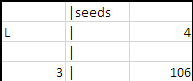 |seeds
L | 4
|
3 | 106